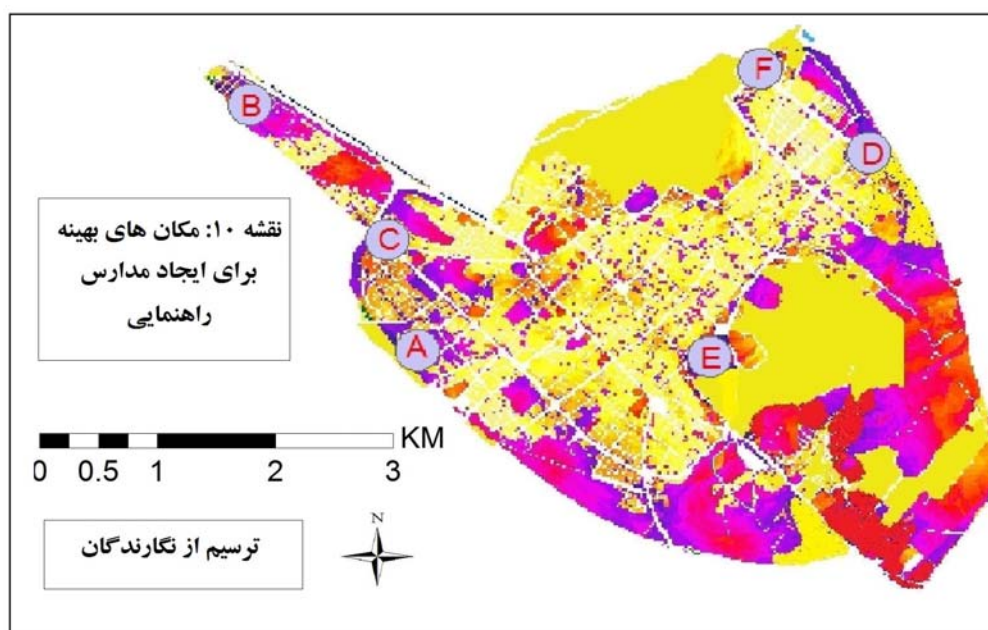 F
B
D
نقشه ۱۰: مکان های بهینه
برای ایجاد مدارس
راهنمایی
C
A
E
KM
0 0.5 1 2 3
ترسیم از نگارندگان
N